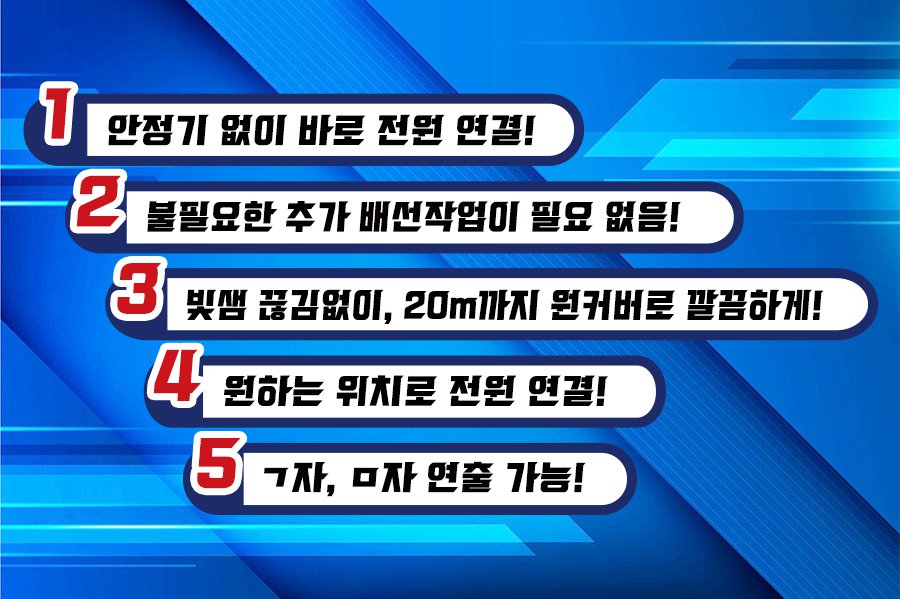 1 안정기 없이 바로 전원 연결!
2 불필요한 추가 배선작업이 필요 없음!
3 빛샘 끊김없이, 20m까지 원커버로 깔끔하게!
4 원하는 위치로 전원 연결!
5 ㄱ자, ㅁ자 연출 가능!